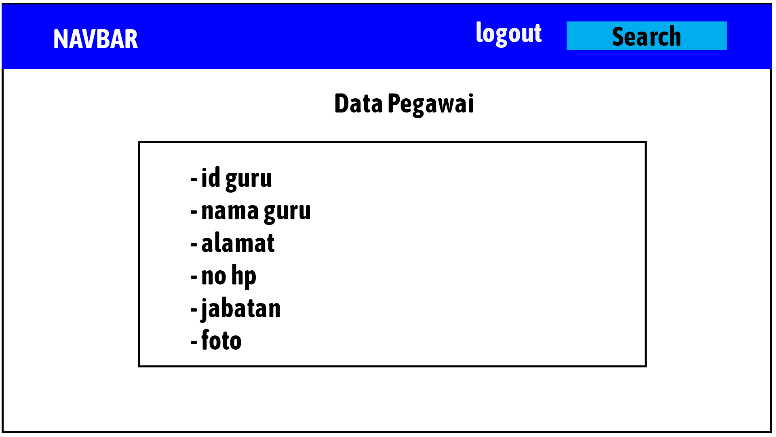 NAVBAR logout Search
Data Pegawai
- id guru
- nama guru
- alamat
- no hp
- jabatan
- foto